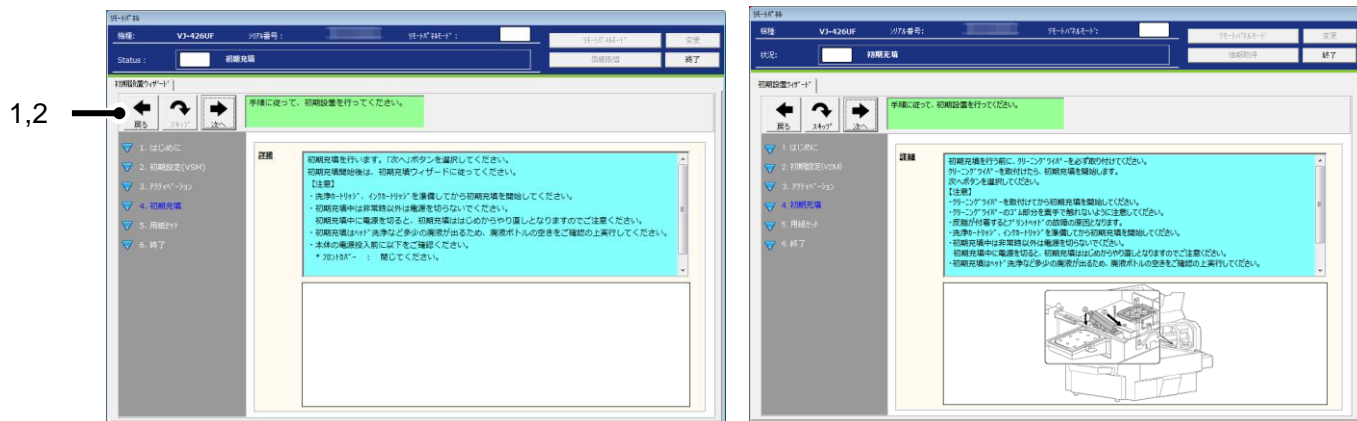 1,2
ﾘﾓｰﾄﾊﾟﾈﾙ
機種: VJ-426UF ｼﾘｱﾙ番号: ﾘﾓｰﾄﾊﾟﾈﾙﾓｰﾄﾞ: ﾘﾓｰﾄﾊﾟﾈﾙﾓｰﾄﾞ 変更
Status: 初期充填 情報取得 終了
初期設置ｳｨｻﾞｰﾄﾞ
戻る ｽｷｯﾌﾟ 次へ
手順に従って、初期設置を行ってください。
1. はじめに
2. 初期設定(VSM)
3. ｱｸﾃｨﾍﾞｰｼｮﾝ
4. 初期充填
5. 用紙ｾｯﾄ
6. 終了
詳細
初期充填を行います。「次へ」ボタンを選択してください。
初期充填開始後は、初期充填ウィザードに従ってください。
【注意】
・洗浄ｶｰﾄﾘｯｼﾞ、ｲﾝｸｶｰﾄﾘｯｼﾞを準備してから初期充填を開始してください。
・初期充填中は非常時以外は電源を切らないでください。
初期充填中に電源を切ると、初期充填ははじめからやり直しとなりますのでご注意ください。
・初期充填はﾍｯﾄﾞ洗浄など多少の廃液が出るため、廃液ボトルの空きをご確認の上実行してください。
・本体の電源投入前に以下をご確認ください。
*ﾌﾛﾝﾄｶﾊﾞｰ : 閉じてください。
ﾘﾓｰﾄﾊﾟﾈﾙ
機種: VJ-426UF ｼﾘｱﾙ番号: ﾘﾓｰﾄﾊﾟﾈﾙﾓｰﾄﾞ: ﾘﾓｰﾄﾊﾟﾈﾙﾓｰﾄﾞ 変更
状況: 初期充填 情報取得 終了
初期設置ｳｨｻﾞｰﾄﾞ
戻る ｽｷｯﾌﾟ 次へ
手順に従って、初期設置を行ってください。
1. はじめに
2. 初期設定(VSM)
3. ｱｸﾃｨﾍﾞｰｼｮﾝ
4. 初期充填
5. 用紙ｾｯﾄ
6. 終了
詳細
初期充填を行う前に、ｸﾘｰﾆﾝｸﾞﾜｲﾊﾟｰを必ず取り付けてください。
ｸﾘｰﾆﾝｸﾞﾜｲﾊﾟｰを取付けたら、初期充填を開始します。
次へボタンを選択してください。
【注意】
・ｸﾘｰﾆﾝｸﾞﾜｲﾊﾟｰを取付けてから初期充填を開始してください。
・ｸﾘｰﾆﾝｸﾞﾜｲﾊﾟｰのゴム部分を素手で触れないように注意してください。
・皮脂が付着するとﾌﾟﾘﾝﾄﾍｯﾄﾞの故障の原因となります。
・洗浄ｶｰﾄﾘｯｼﾞ、ｲﾝｸｶｰﾄﾘｯｼﾞを準備してから初期充填を開始してください。
・初期充填中は非常時以外は電源を切らないでください。
初期充填中に電源を切ると、初期充填ははじめからやり直しとなりますのでご注意ください。
・初期充填はﾍｯﾄﾞ洗浄など多少の廃液が出るため、廃液ボトルの空きをご確認の上実行してください。